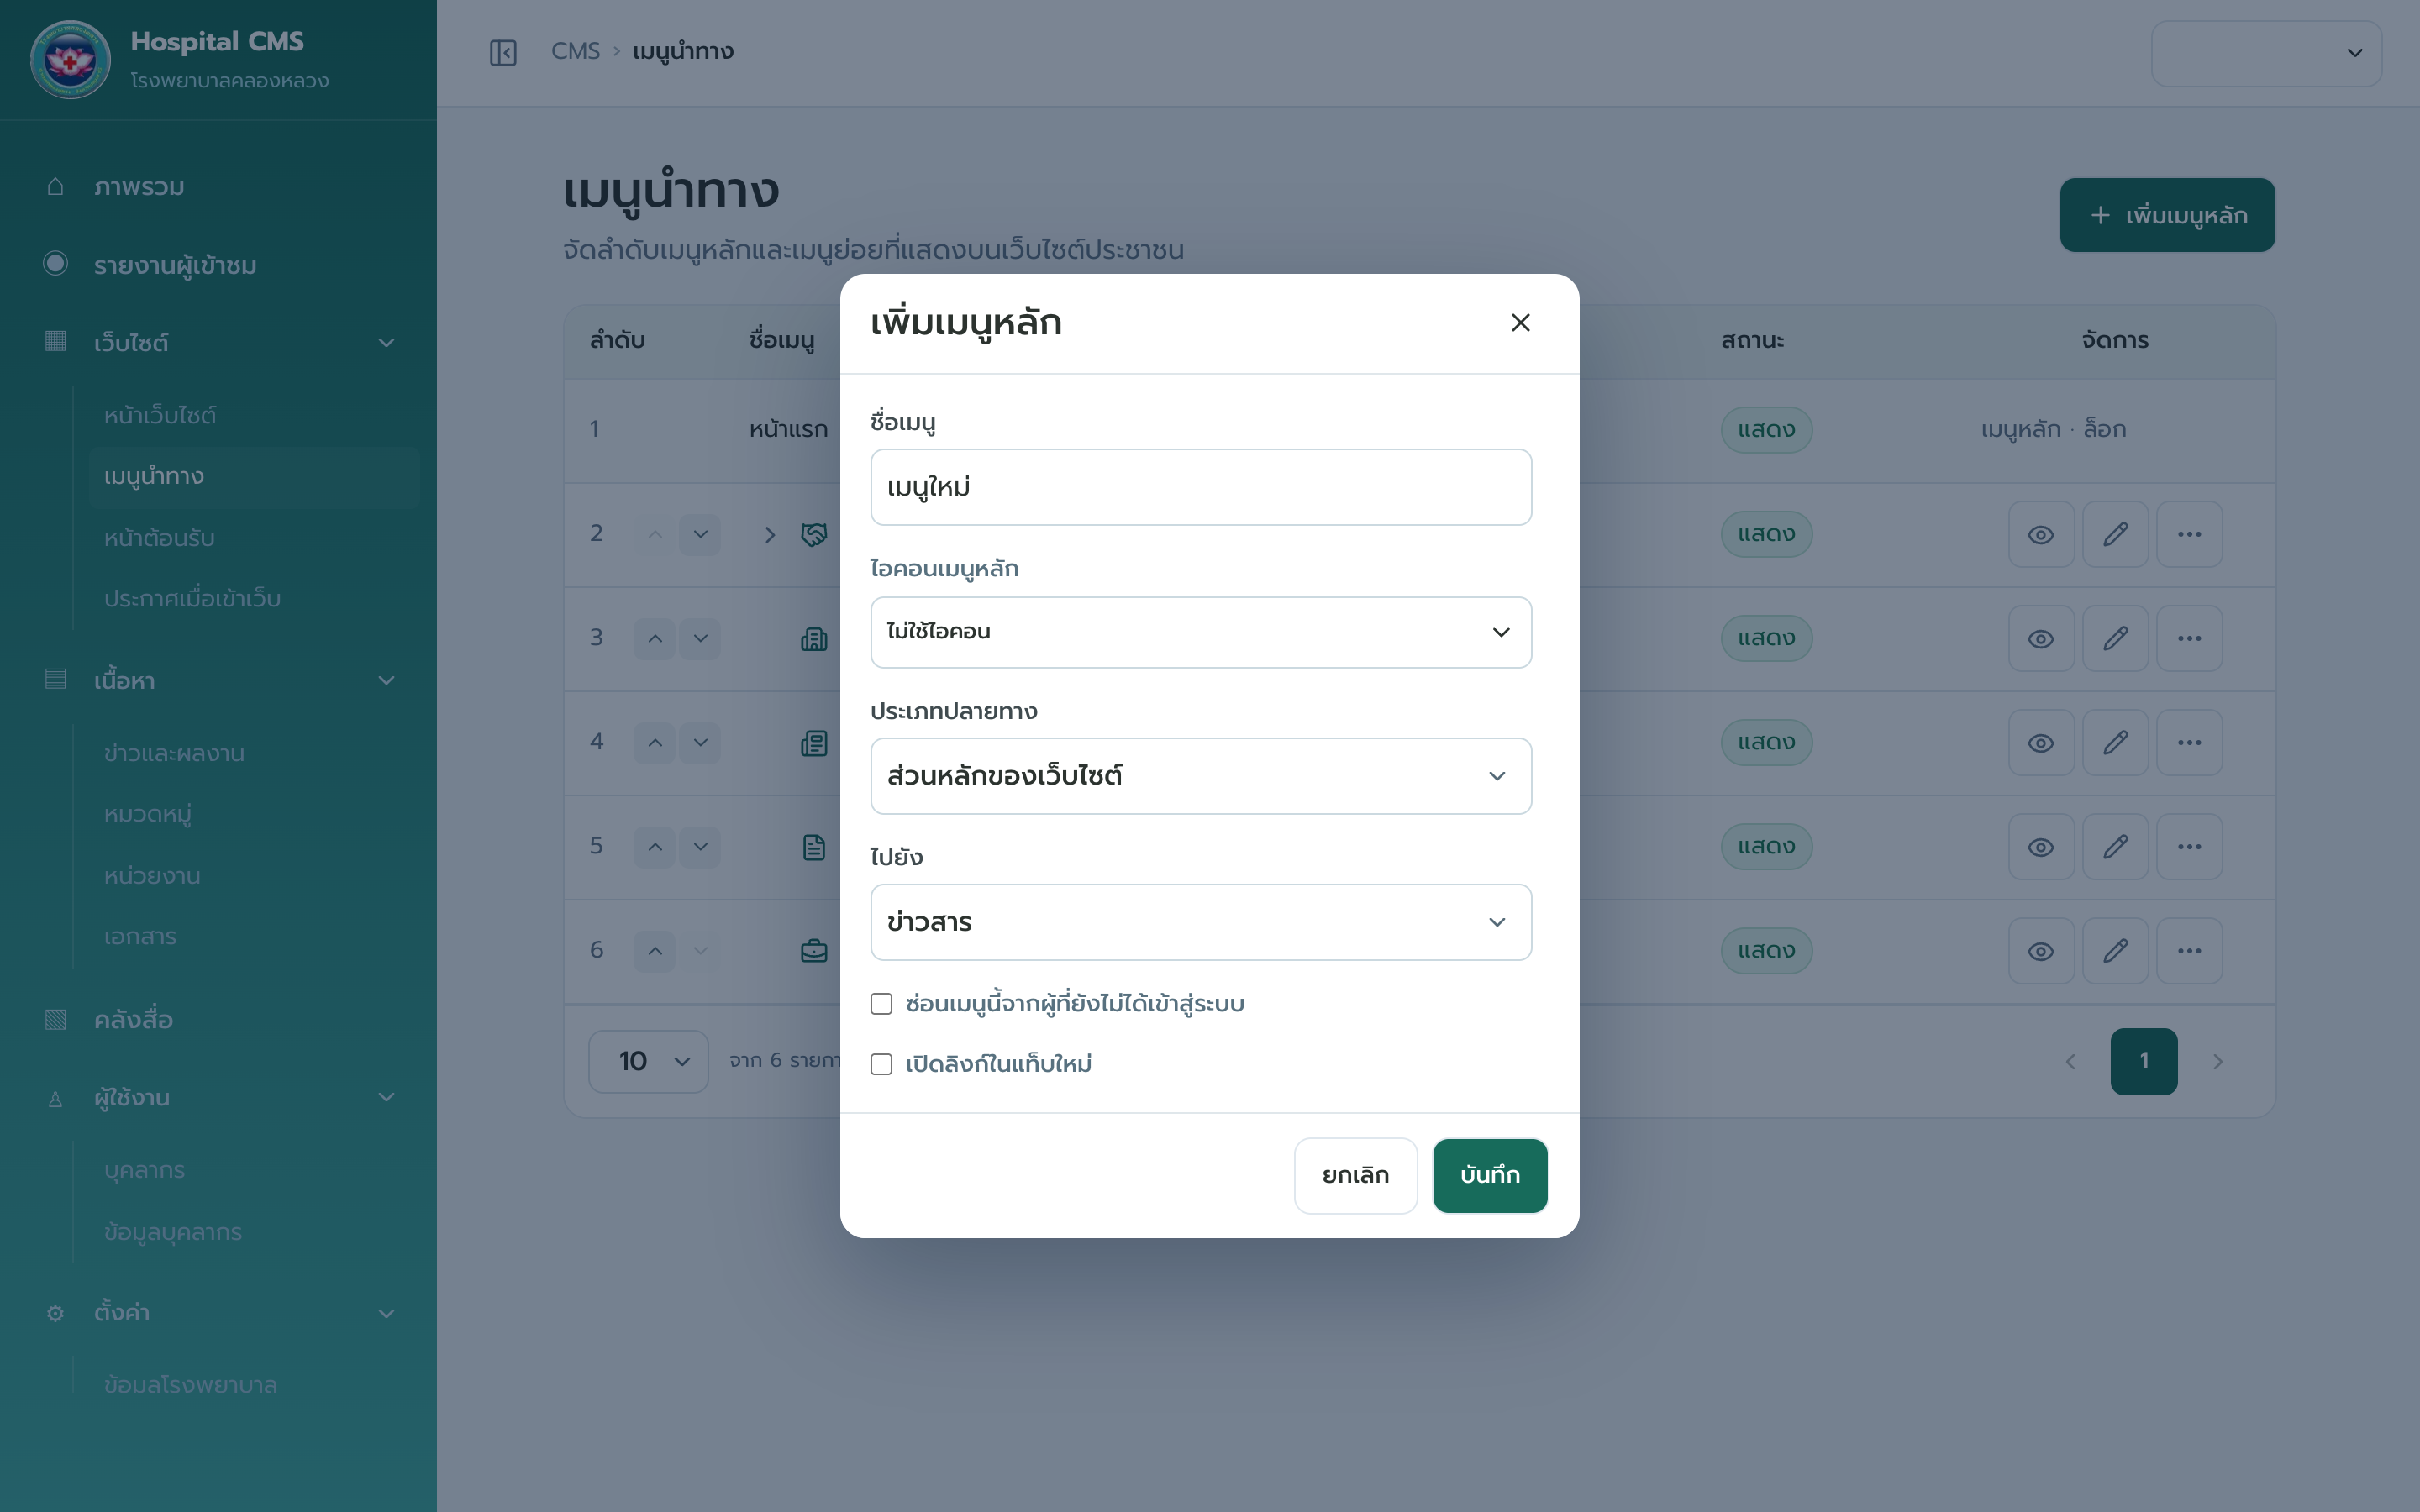 Hospital CMS
โรงพยาบาลคลองหลวง
ภาพรวม
รายงานผู้เข้าชม
เว็บไซต์
หน้าเว็บไซต์
เมนูนำทาง
หน้าต้อนรับ
ประกาศเมื่อเข้าเว็บ
เนื้อหา
ข่าวและผลงาน
หมวดหมู่
หน่วยงาน
เอกสาร
คลังสื่อ
ผู้ใช้งาน
บุคลากร
ข้อมูลบุคลากร
ตั้งค่า
ข้อมูลโรงพยาบาล
CMS › เมนูนำทาง
เมนูนำทาง
จัดลำดับเมนูหลักและเมนูย่อยที่แสดงบนเว็บไซต์ประชาชน
+ เพิ่มเมนูหลัก
ลำดับ ชื่อเมนู สถานะ จัดการ
1 หน้าแรก แสดง เมนูหลัก · ล็อก
2 แสดง
3 แสดง
4 แสดง
5 แสดง
6 แสดง
10 จาก 6 รายกา 1
เพิ่มเมนูหลัก
ชื่อเมนู
เมนูใหม่
ไอคอนเมนูหลัก
ไม่ใช้ไอคอน
ประเภทปลายทาง
ส่วนหลักของเว็บไซต์
ไปยัง
ข่าวสาร
ซ่อนเมนูนี้จากผู้ที่ยังไม่ได้เข้าสู่ระบบ
เปิดลิงก์ในแท็บใหม่
ยกเลิก บันทึก